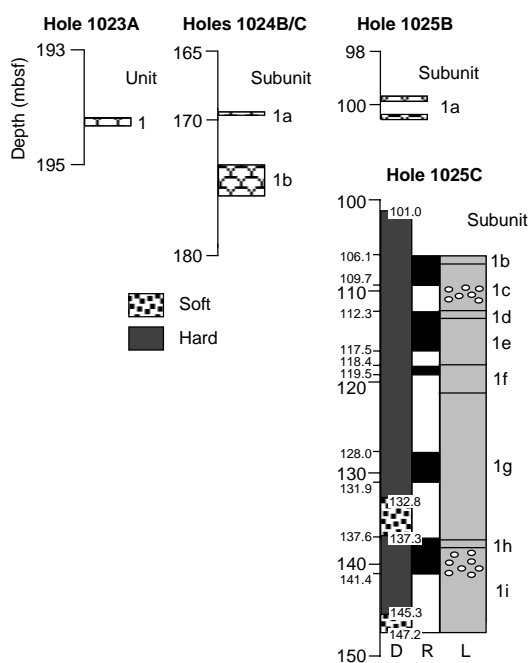 Hole 1023A
Holes 1024B/C
Hole 1025B
193
165
98
Unit
Subunit
Subunit
Depth (mbsf)
1
170
1a
100
1a
195
1b
Hole 1025C
100
101.0
Subunit
180
106.1
1b
109.7
110
1c
Soft
112.3
1d
Hard
1e
117.5
118.4
119.5
1f
120
128.0
1g
130
131.9
132.8
137.6
137.3
1h
140
141.4
1i
145.3
147.2
150
D R L